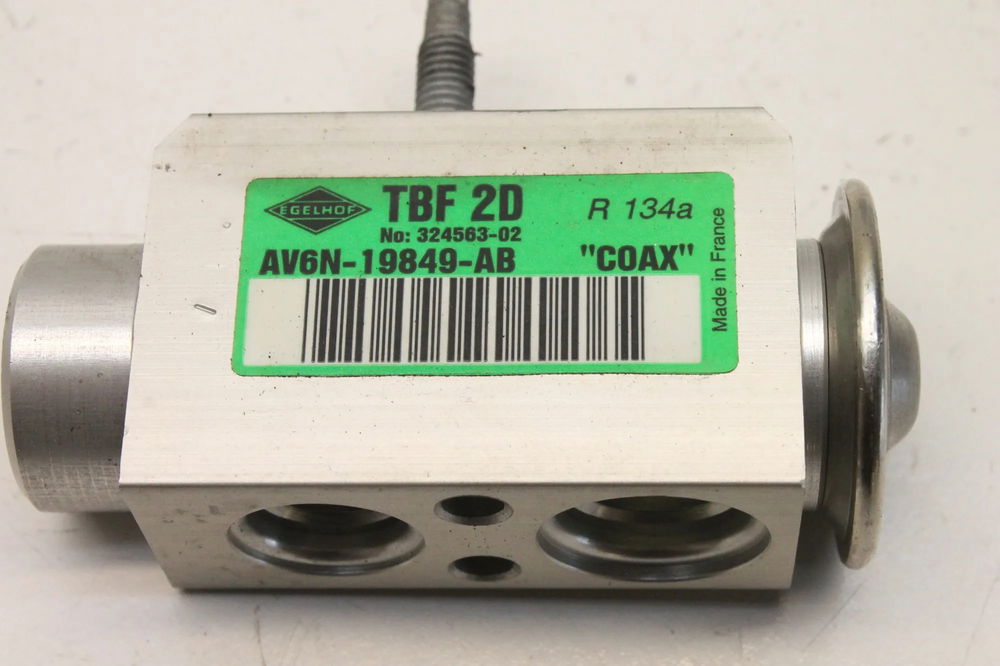 EGELHOF
TBF 2D
R 134a
No: 324563-02
AV6N-19849-AB
"COAX"
Made in France